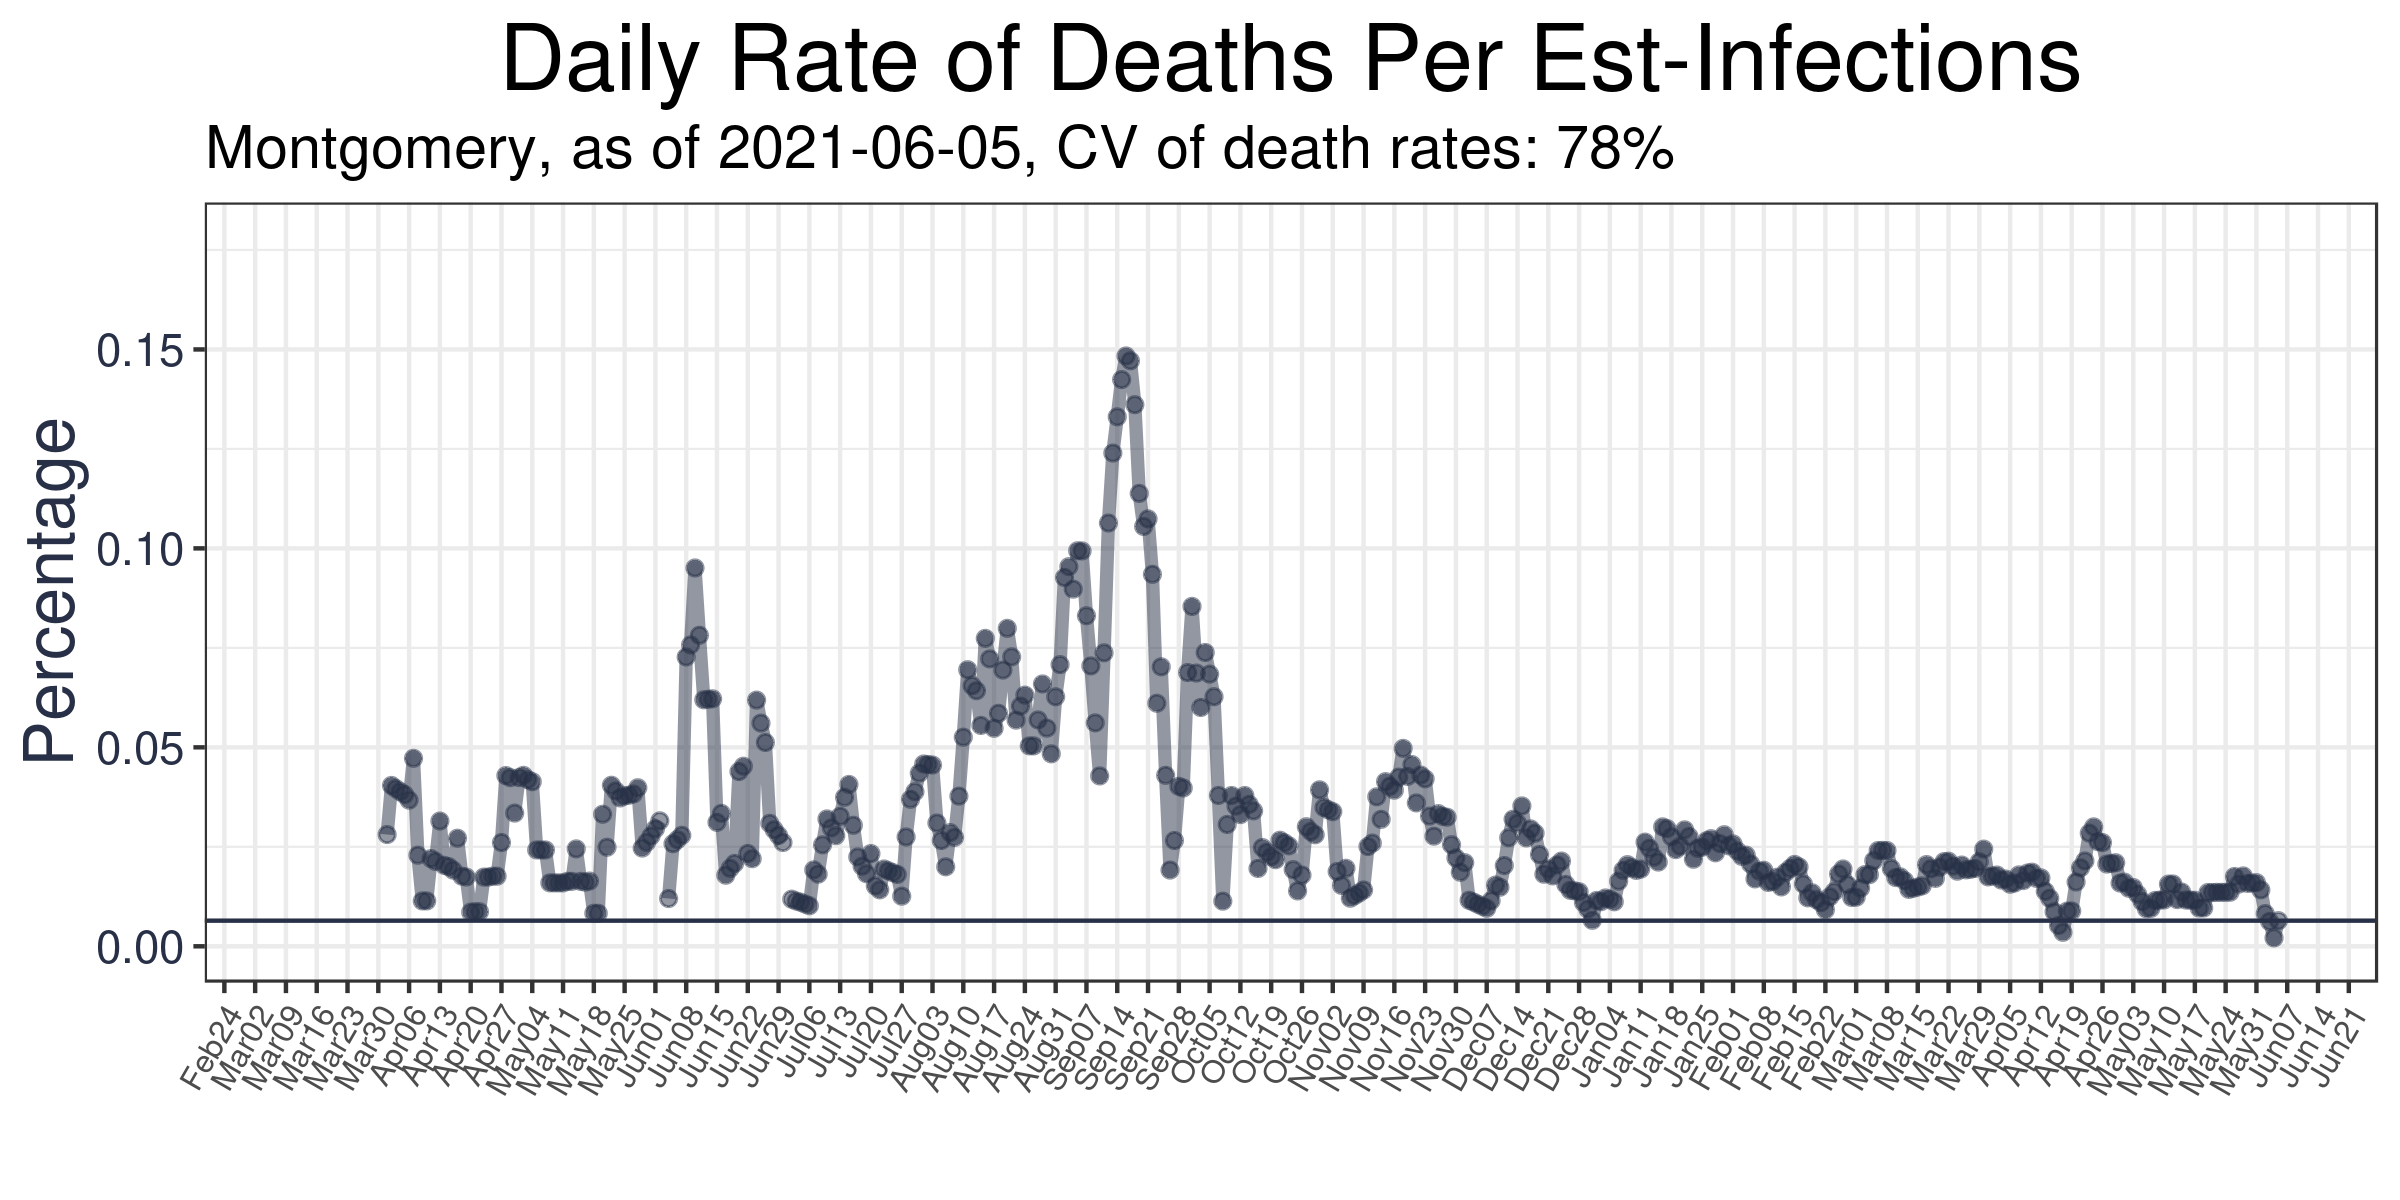 Daily Rate of Deaths Per Est-Infections
Montgomery, as of 2021-06-05, CV of death rates: 78%
Percentage
0.15
0.10
0.05
0.00
Feb24
Mar02
Mar09
Mar16
Mar23
Mar30
Apr06
Apr13
Apr20
Apr27
May04
May11
May18
May25
Jun01
Jun08
Jun15
Jun22
Jun29
Jul06
Jul13
Jul20
Jul27
Aug03
Aug10
Aug17
Aug24
Aug31
Sep07
Sep14
Sep21
Sep28
Oct05
Oct12
Oct19
Oct26
Nov02
Nov09
Nov16
Nov23
Nov30
Dec07
Dec14
Dec21
Dec28
Jan04
Jan11
Jan18
Jan25
Feb01
Feb08
Feb15
Feb22
Mar01
Mar08
Mar15
Mar22
Mar29
Apr05
Apr12
Apr19
Apr26
May03
May10
May17
May24
May31
Jun07
Jun14
Jun21